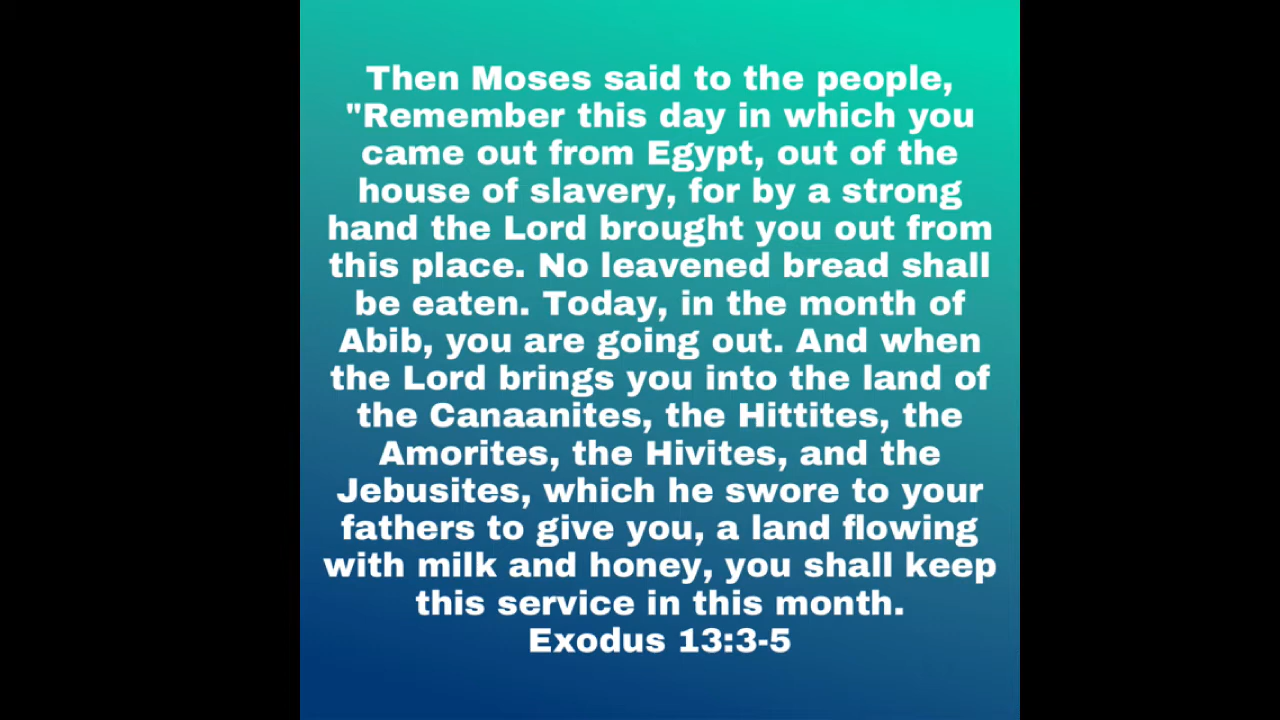 Then Moses said to the people,
"Remember this day in which you
came out from Egypt, out of the
house of slavery, for by a strong
hand the Lord brought you out from
this place. No leavened bread shall
be eaten. Today, in the month of
Abib, you are going out. And when
the Lord brings you into the land of
the Canaanites, the Hittites, the
Amorites, the Hivites, and the
Jebusites, which he swore to your
fathers to give you, a land flowing
with milk and honey, you shall keep
this service in this month.
Exodus 13:3-5